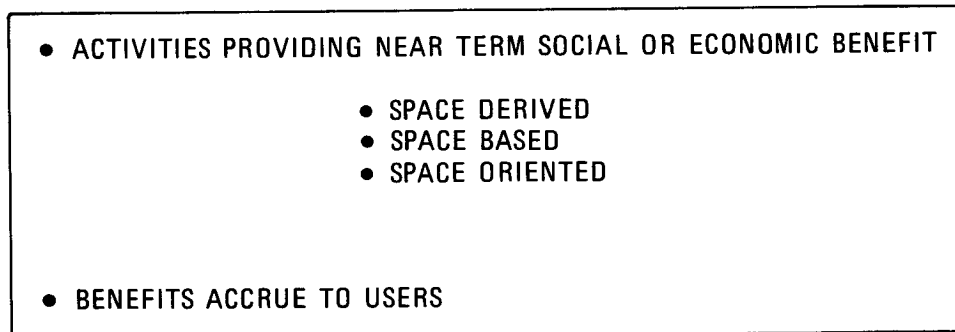 • ACTIVITIES PROVIDING NEAR TERM SOCIAL OR ECONOMIC BENEFIT
• SPACE DERIVED
• SPACE BASED
• SPACE ORIENTED
• BENEFITS ACCRUE TO USERS